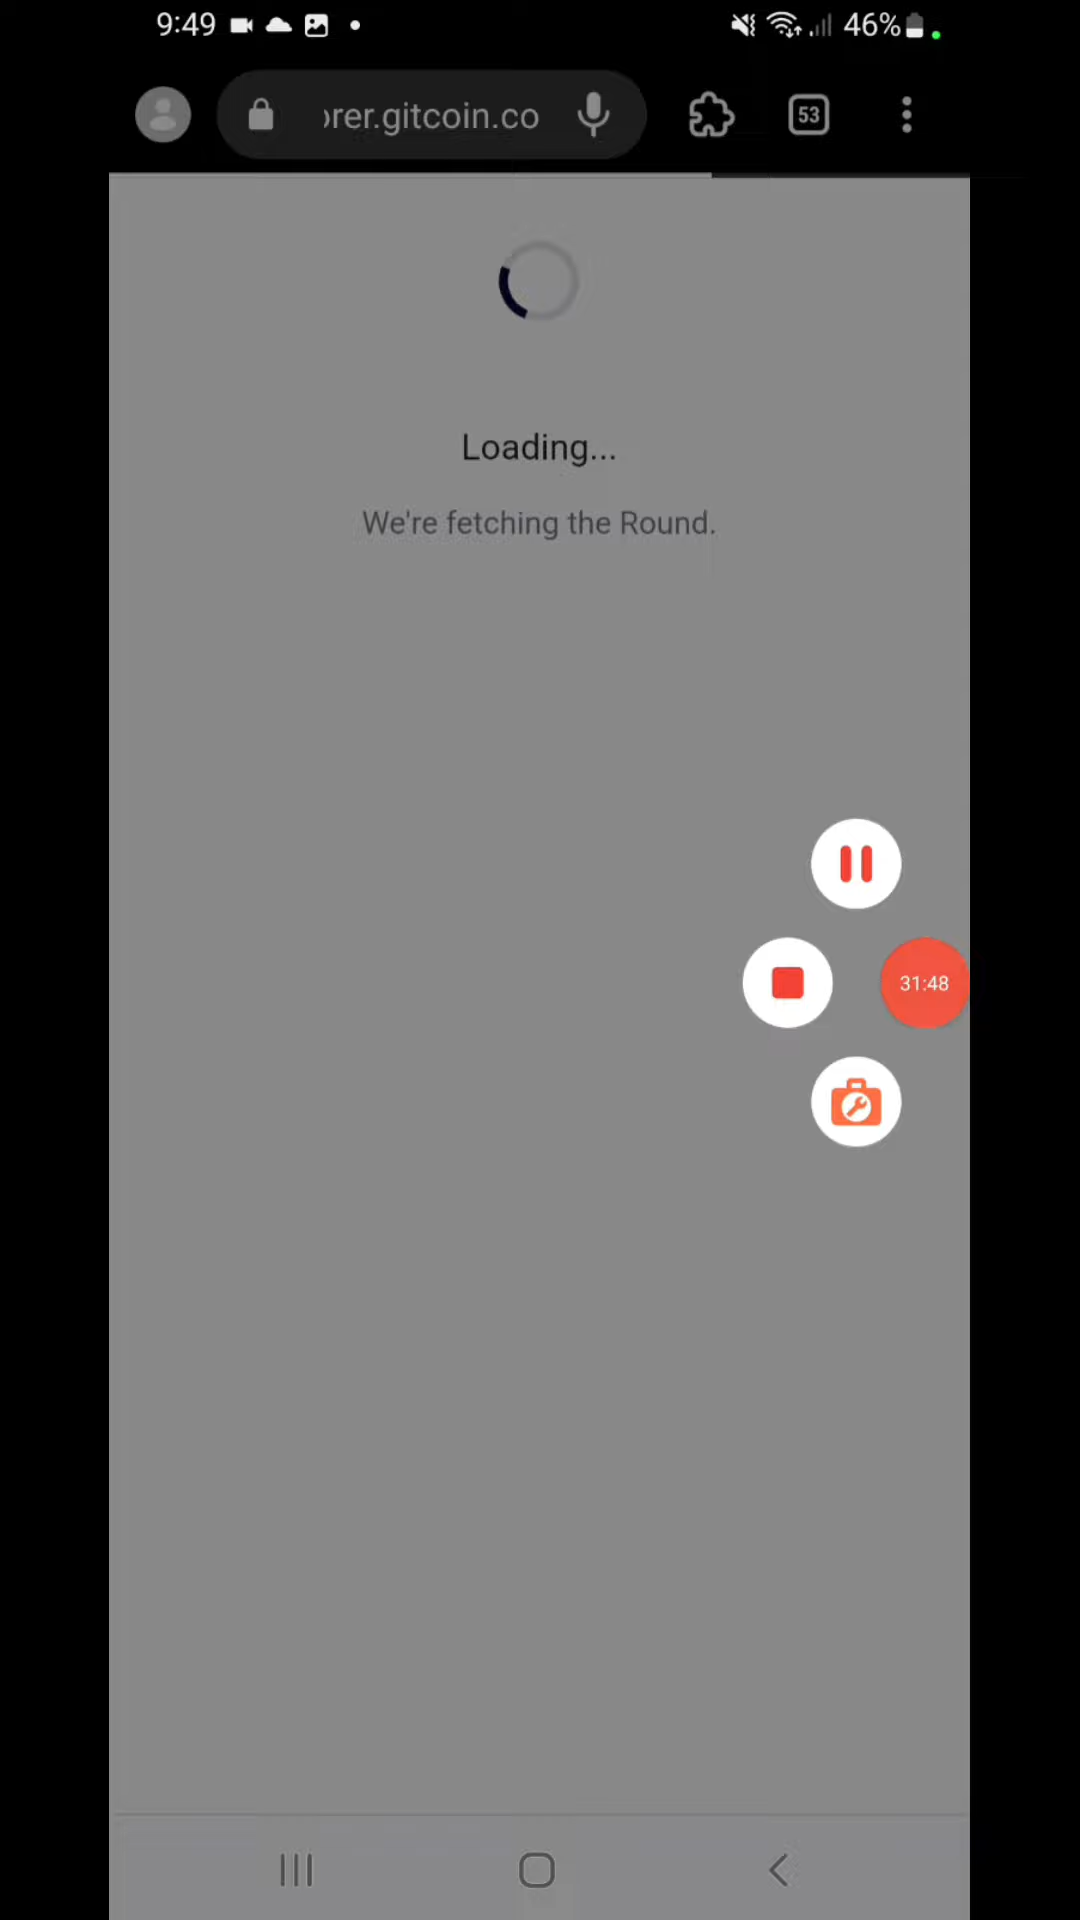 9:49
46%
rer.gitcoin.co
53
Loading...
We're fetching the Round.
31:48